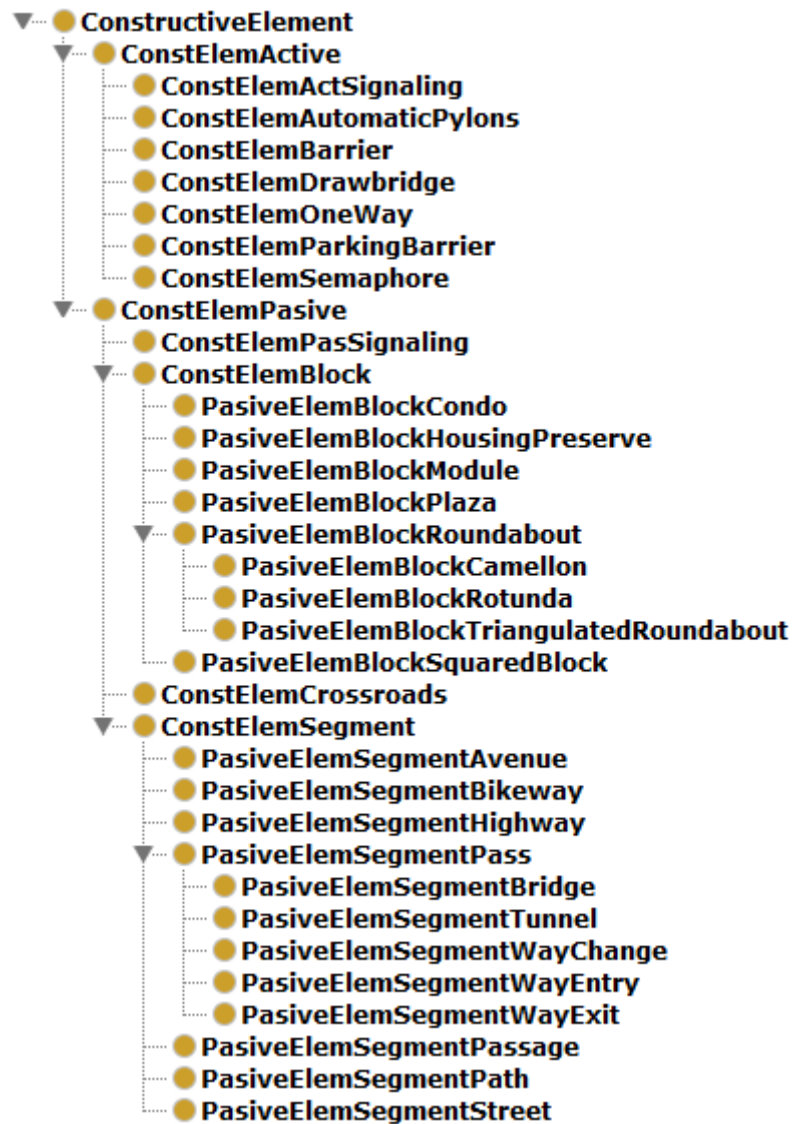 ConstructiveElement
ConstElemActive
ConstElemActSignaling
ConstElemAutomaticPylons
ConstElemBarrier
ConstElemDrawbridge
ConstElemOneWay
ConstElemParkingBarrier
ConstElemSemaphore
ConstElemPasive
ConstElemPasSignaling
ConstElemBlock
PasiveElemBlockCondo
PasiveElemBlockHousingPreserve
PasiveElemBlockModule
PasiveElemBlockPlaza
PasiveElemBlockRoundabout
PasiveElemBlockCamellon
PasiveElemBlockRotunda
PasiveElemBlockTriangulatedRoundabout
PasiveElemBlockSquaredBlock
ConstElemCrossroads
ConstElemSegment
PasiveElemSegmentAvenue
PasiveElemSegmentBikeway
PasiveElemSegmentHighway
PasiveElemSegmentPass
PasiveElemSegmentBridge
PasiveElemSegmentTunnel
PasiveElemSegmentWayChange
PasiveElemSegmentWayEntry
PasiveElemSegmentWayExit
PasiveElemSegmentPassage
PasiveElemSegmentPath
PasiveElemSegmentStreet